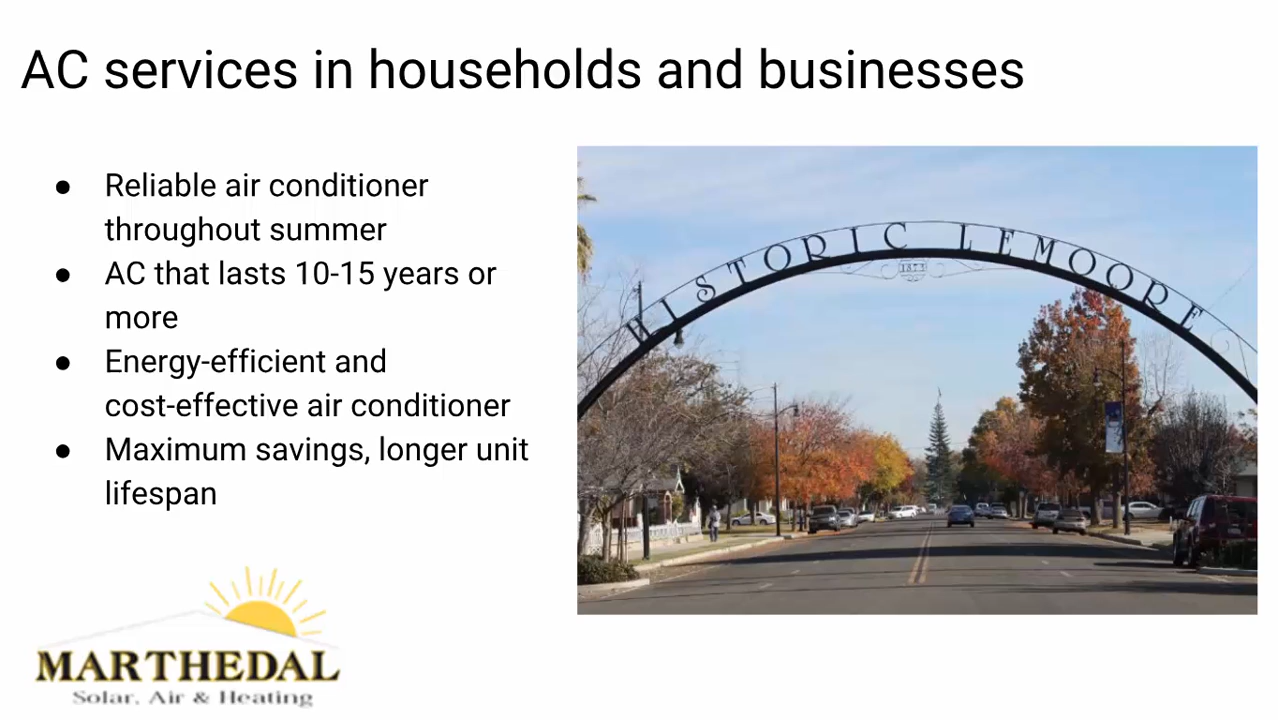 AC services in households and businesses
● Reliable air conditioner
throughout summer
● AC that lasts 10-15 years or
more
● Energy-efficient and
cost-effective air conditioner
● Maximum savings, longer unit
lifespan
HISTORIC LEMOORE
1873
MARTHEDAL
Solar, Air & Heating